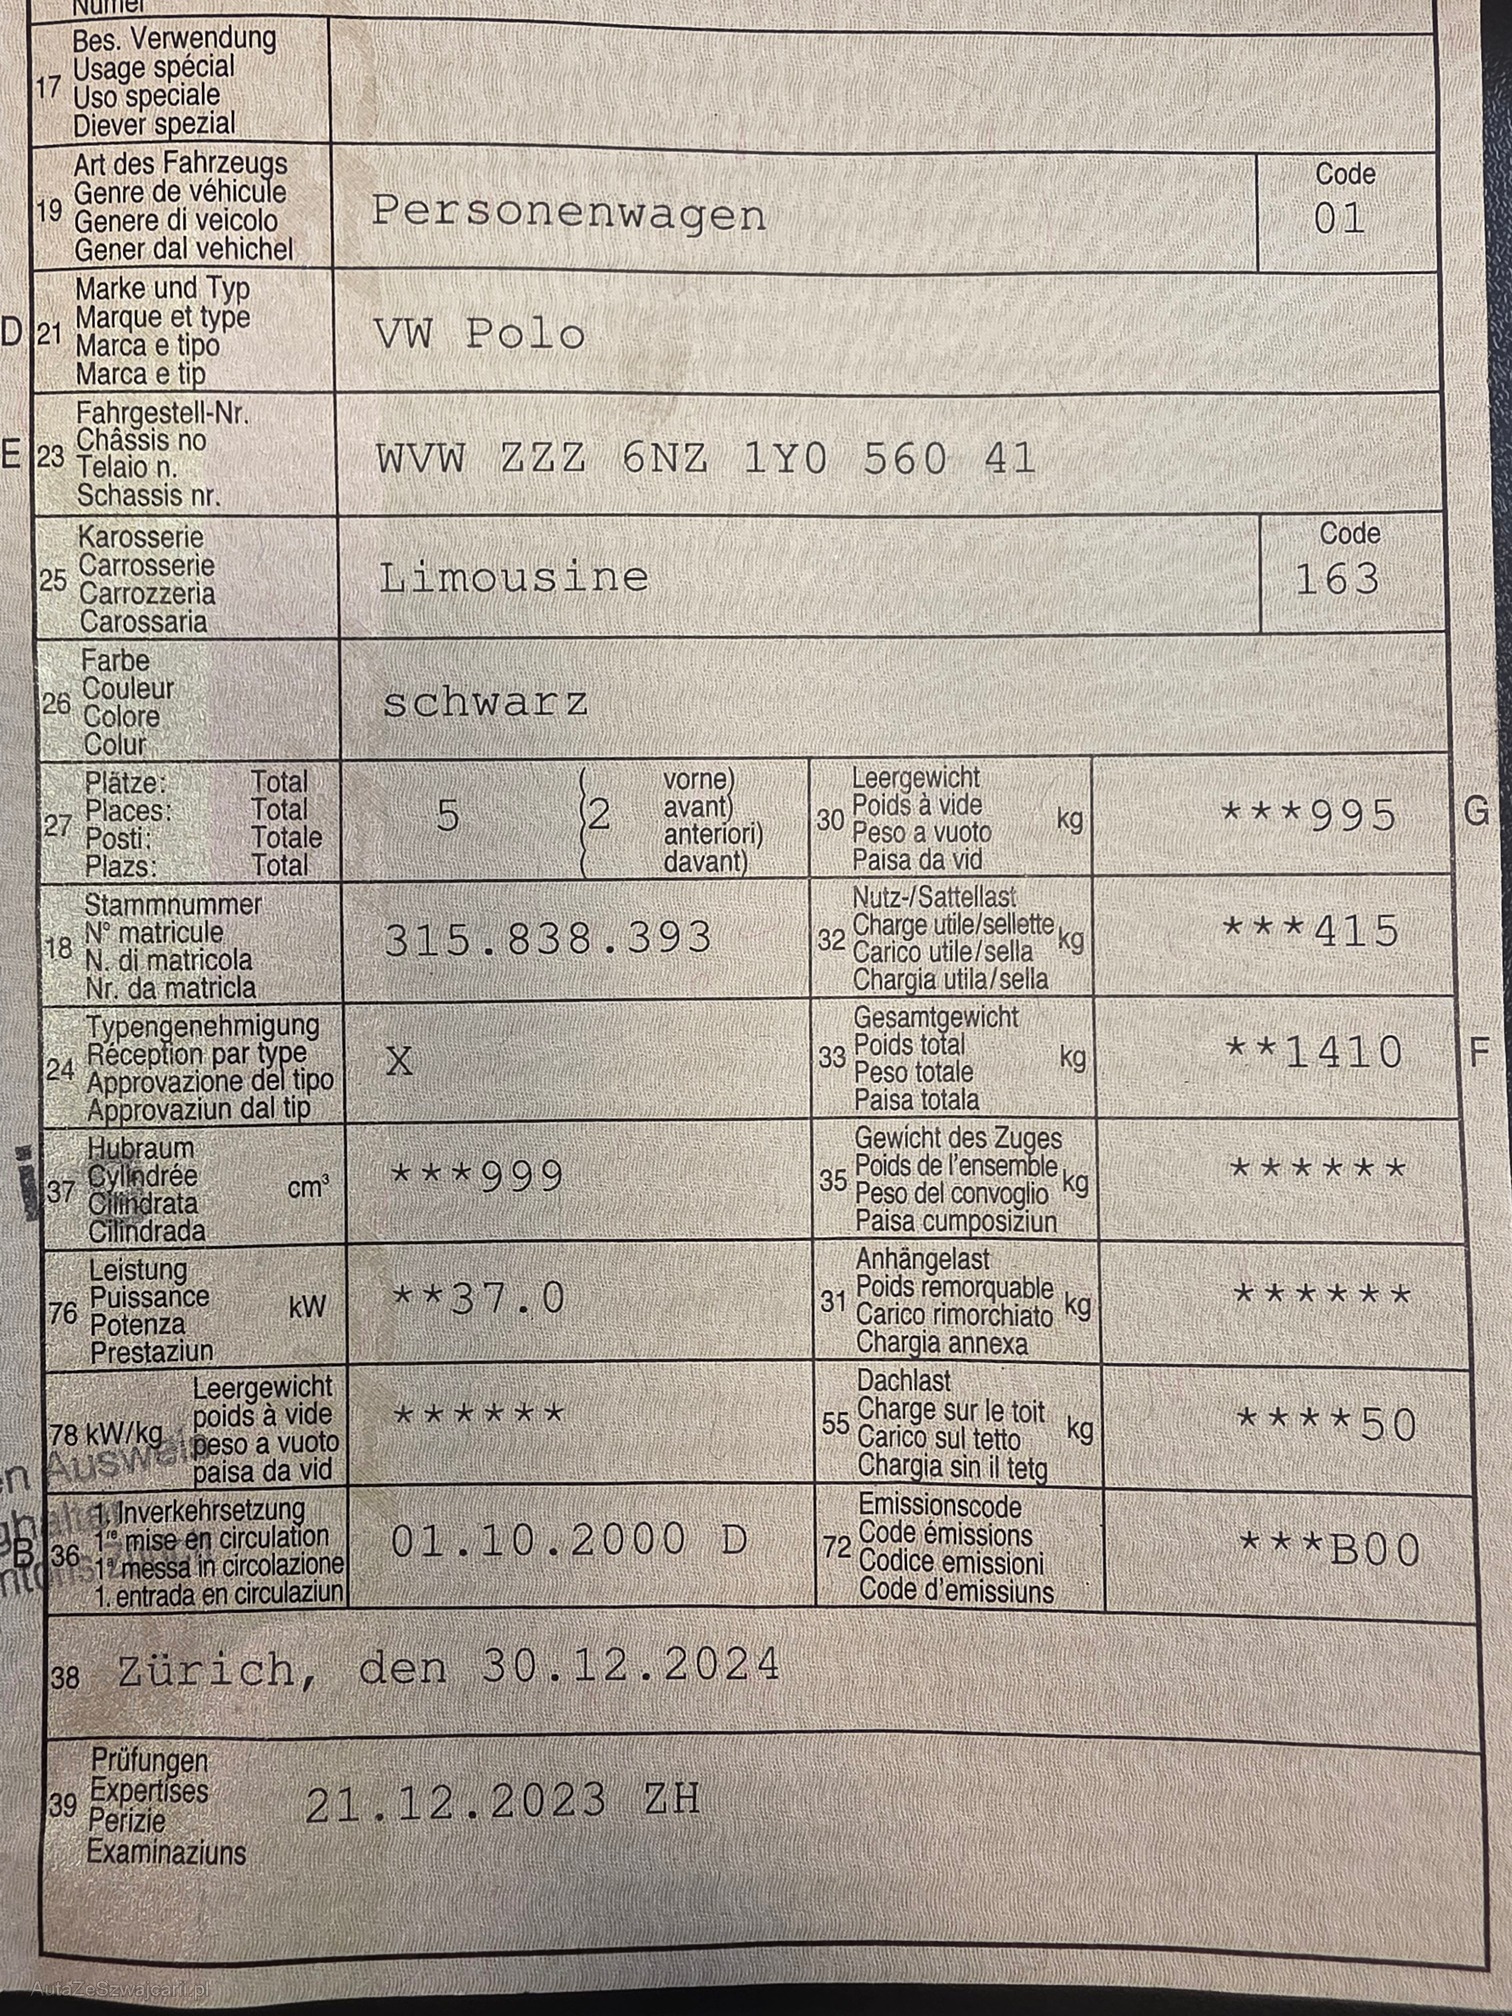 Numer
17
Bes. Verwendung
Usage spécial
Uso speciale
Diever spezial
19
Art des Fahrzeugs
Genre de véhicule
Genere di veicolo
Gener dal vehichel
Personenwagen
Code
01
D 21
Marke und Typ
Marque et type
Marca e tipo
Marca e tip
VW Polo
E 23
Fahrgestell-Nr.
Châssis no
Telaio n.
Schassis nr.
WVW ZZZ 6NZ 1Y0 560 41
25
Karosserie
Carrosserie
Carrozzeria
Carossaria
Limousine
Code
163
26
Farbe
Couleur
Colore
Colur
schwarz
27
Plätze: Total
Places: Total
Posti: Totale
Plazs: Total
5 (2
vorne)
avant)
anteriori)
davant)
30
Leergewicht
Poids à vide
Peso a vuoto
Paisa da vid
kg
***995
G
18
Stammnummer
N° matricule
N. di matricola
Nr. da matricla
315.838.393
32
Nutz-/Sattellast
Charge utile/sellette
Carico utile/sella
Chargia utila/sella
kg
***415
24
Typengenehmigung
Réception par type
Approvazione del tipo
Approvaziun dal tip
X
33
Gesamtgewicht
Poids total
Peso totale
Paisa totala
kg
**1410
F
37
Hubraum
Cylindrée
Cilindrata
Cilindrada
cm³
***999
35
Gewicht des Zuges
Poids de l'ensemble
Peso del convoglio
Paisa cumposiziun
kg
******
76
Leistung
Puissance
Potenza
Prestaziun
kW
**37.0
31
Anhängelast
Poids remorquable
Carico rimorchiato
Chargia annexa
kg
******
78 kW/kg
Leergewicht
poids à vide
peso a vuoto
paisa da vid
******
55
Dachlast
Charge sur le toit
Carico sul tetto
Chargia sin il tetg
kg
****50
n Ausweis
B 36
1. Inverkehrsetzung
1re mise en circulation
1a messa in circolazione
1. entrada en circulaziun
01.10.2000 D
72
Emissionscode
Code émissions
Codice emissioni
Code d'emissiuns
***B00
38 Zürich, den 30.12.2024
39
Prüfungen
Expertises
Perizie
Examinaziuns
21.12.2023 ZH
AutaZeSzwajcarii.pl